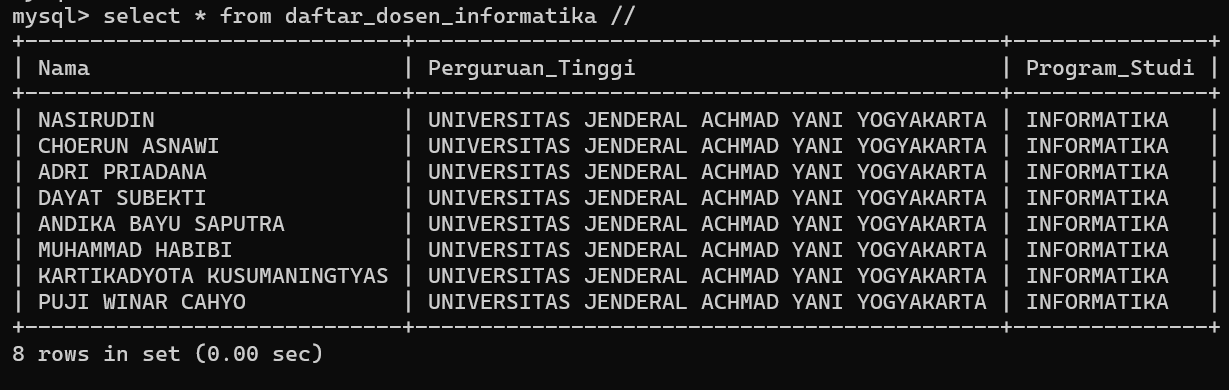 mysql> select * from daftar_dosen_informatika //
+-----------------------------+---------------------------------------------+---------------+
| Nama                        | Perguruan_Tinggi                            | Program_Studi |
+-----------------------------+---------------------------------------------+---------------+
| NASIRUDIN                   | UNIVERSITAS JENDERAL ACHMAD YANI YOGYAKARTA | INFORMATIKA   |
| CHOERUN ASNAWI              | UNIVERSITAS JENDERAL ACHMAD YANI YOGYAKARTA | INFORMATIKA   |
| ADRI PRIADANA               | UNIVERSITAS JENDERAL ACHMAD YANI YOGYAKARTA | INFORMATIKA   |
| DAYAT SUBEKTI               | UNIVERSITAS JENDERAL ACHMAD YANI YOGYAKARTA | INFORMATIKA   |
| ANDIKA BAYU SAPUTRA         | UNIVERSITAS JENDERAL ACHMAD YANI YOGYAKARTA | INFORMATIKA   |
| MUHAMMAD HABIBI             | UNIVERSITAS JENDERAL ACHMAD YANI YOGYAKARTA | INFORMATIKA   |
| KARTIKADYOTA KUSUMANINGTYAS | UNIVERSITAS JENDERAL ACHMAD YANI YOGYAKARTA | INFORMATIKA   |
| PUJI WINAR CAHYO            | UNIVERSITAS JENDERAL ACHMAD YANI YOGYAKARTA | INFORMATIKA   |
+-----------------------------+---------------------------------------------+---------------+
8 rows in set (0.00 sec)